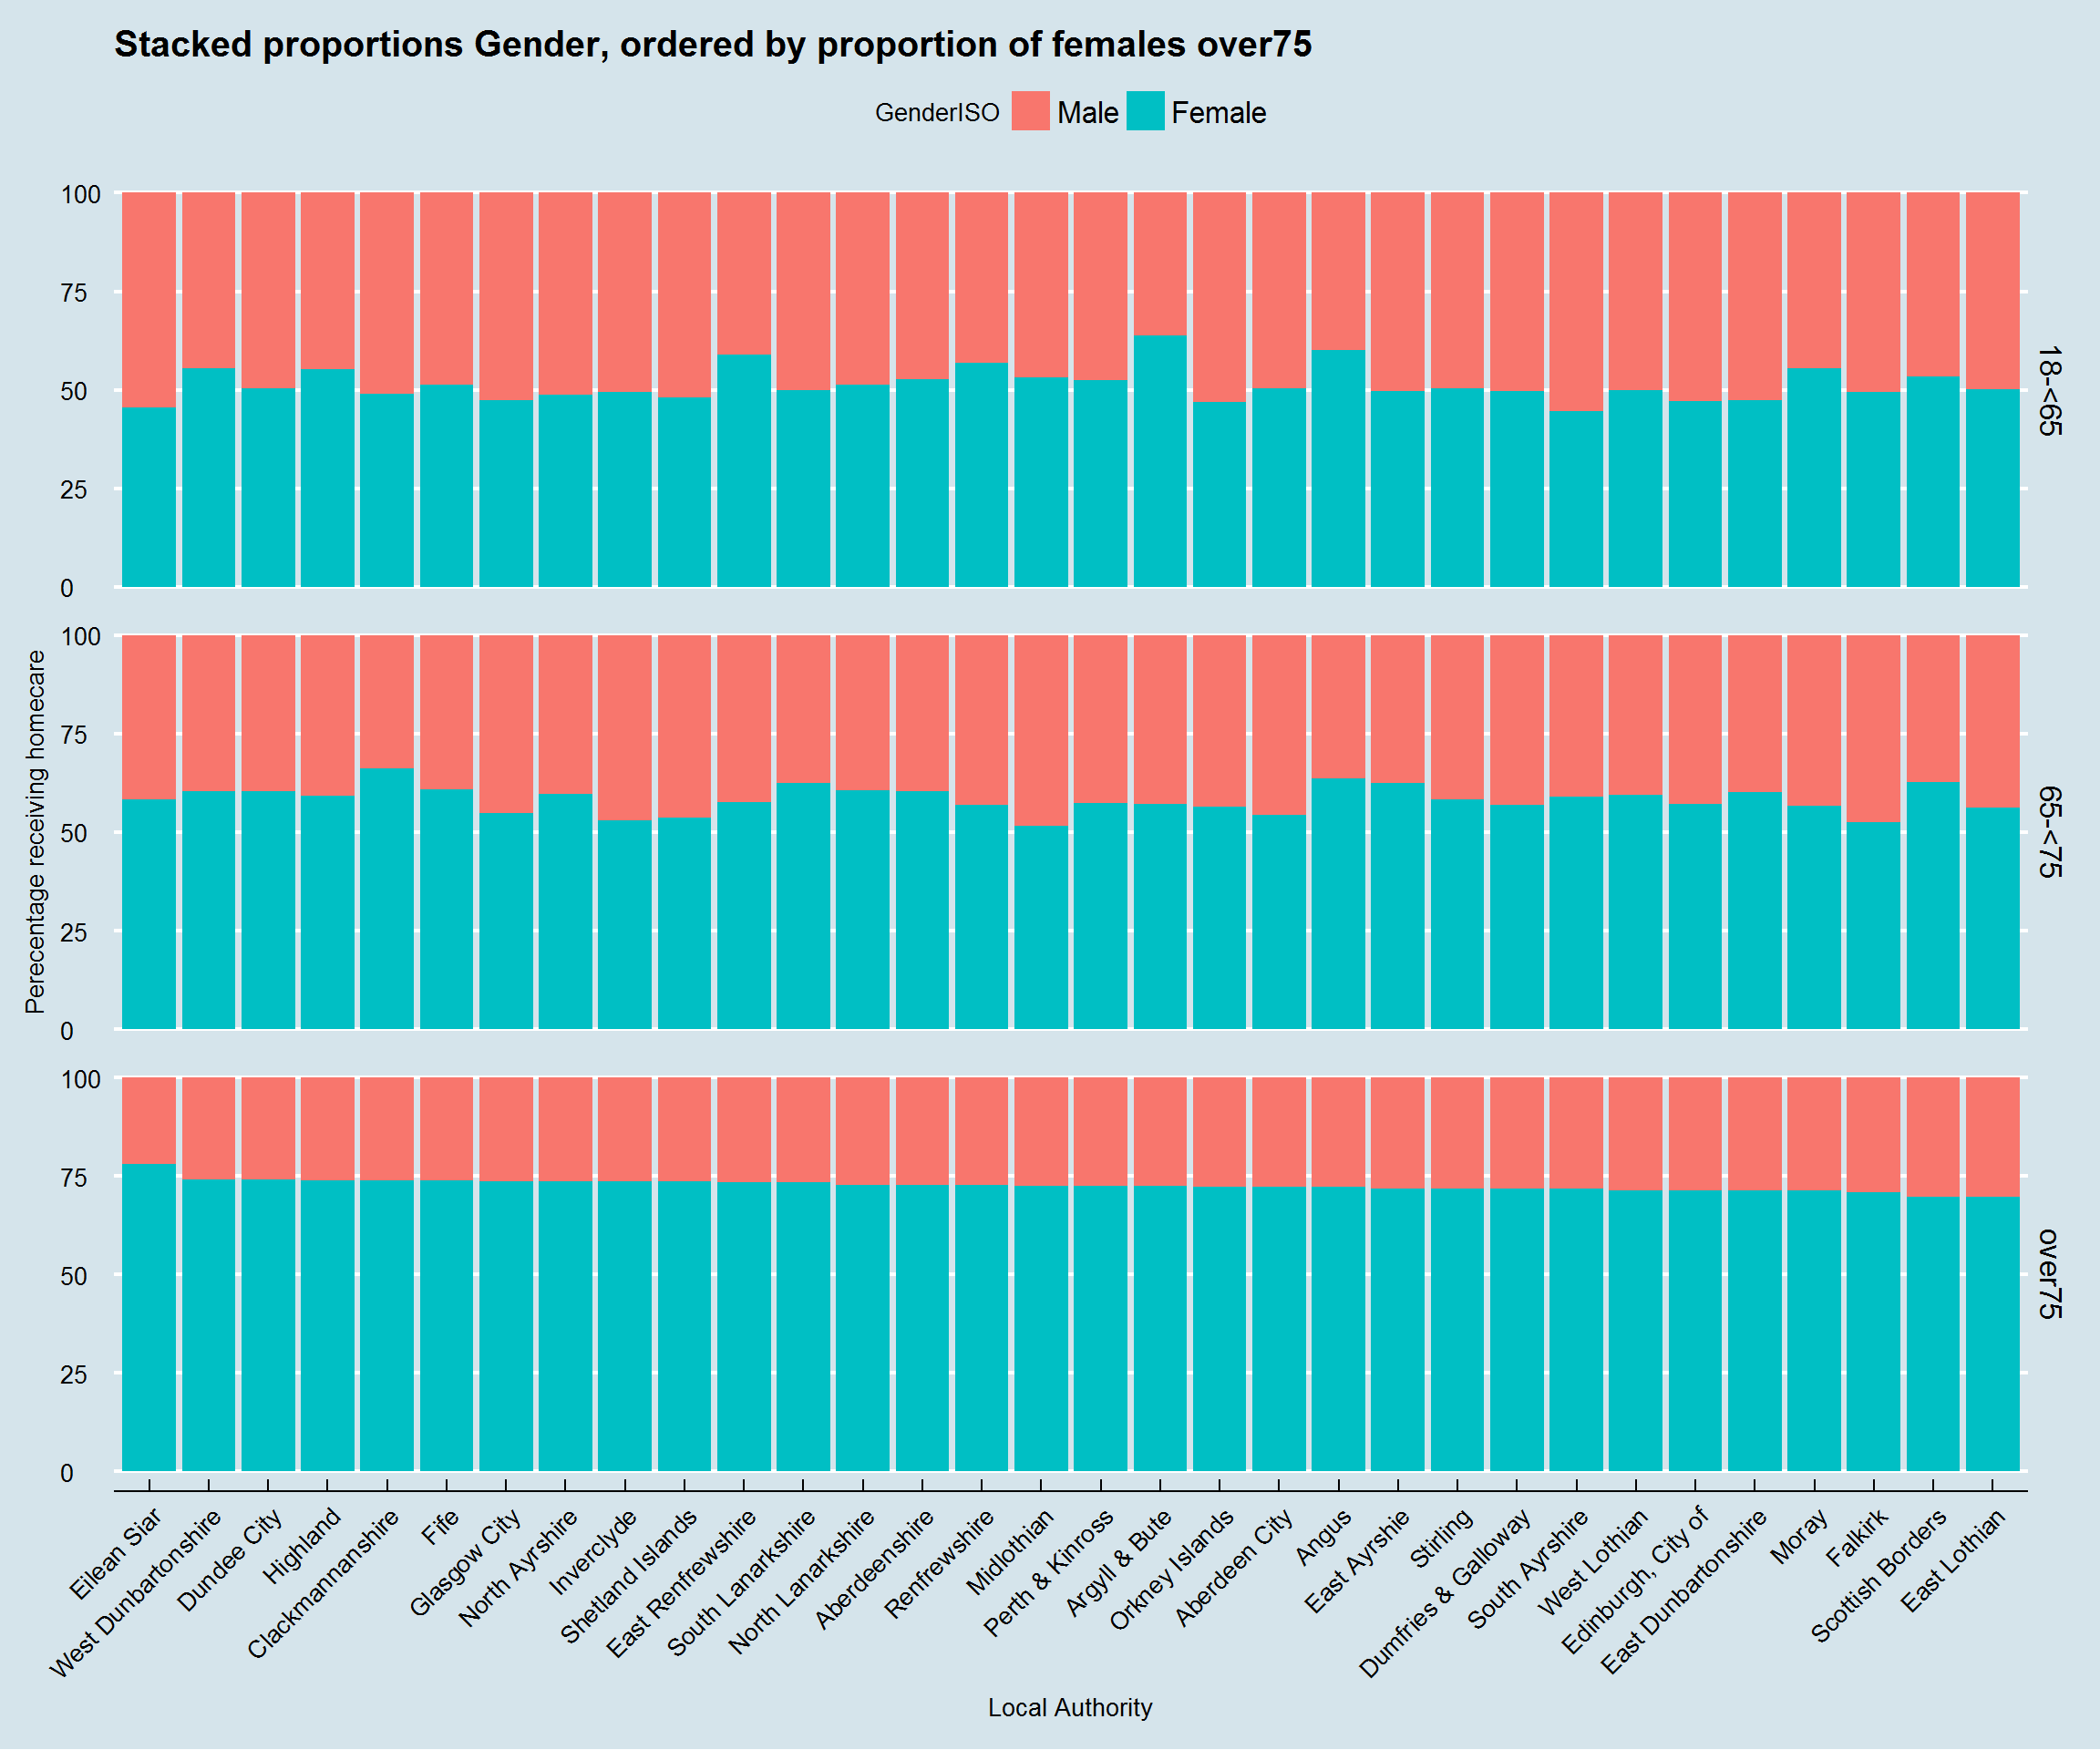 Stacked proportions Gender, ordered by proportion of females over75
GenderISO Male Female
100
75
50
25
0
18-<65
Perecentage receiving homecare
100
75
50
25
0
65-<75
100
75
50
25
0
over75
Eilean Siar
West Dunbartonshire
Dundee City
Highland
Clackmannanshire
Fife
Glasgow City
North Ayrshire
Inverclyde
Shetland Islands
East Renfrewshire
South Lanarkshire
North Lanarkshire
Aberdeenshire
Renfrewshire
Midlothian
Perth & Kinross
Argyll & Bute
Orkney Islands
Aberdeen City
Angus
East Ayrshie
Stirling
Dumfries & Galloway
South Ayrshire
West Lothian
Edinburgh, City of
East Dunbartonshire
Moray
Falkirk
Scottish Borders
East Lothian
Local Authority